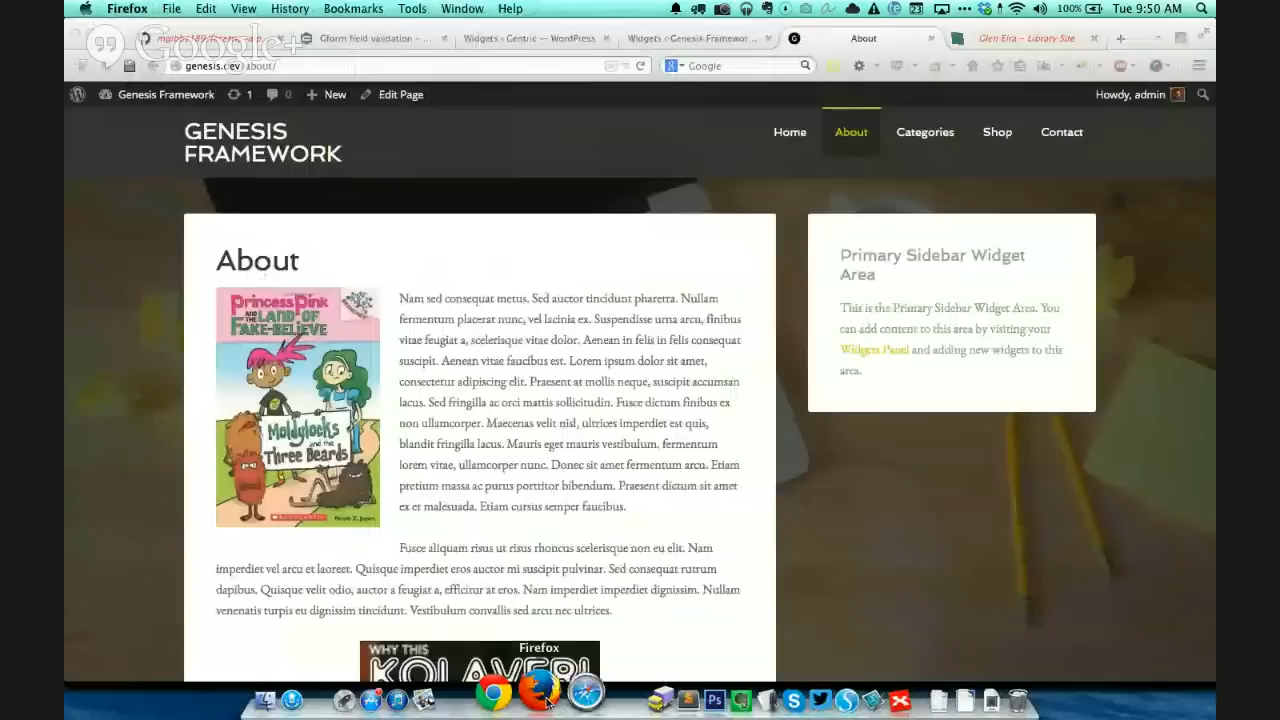 Firefox File Edit View History Bookmarks Tools Window Help
100% Tue 9:50 AM
Google+
Gform field validation - ...
Widgets ‹ Centric — WordPress
Widgets ‹ Genesis Framewor...
About
Glen Eira - Library Site
genesis.dev/about/
Google
Genesis Framework 1 0 New Edit Page
Howdy, admin
GENESIS
FRAMEWORK
Home About Categories Shop Contact
About
Princess Pink
AND THE LAND OF
FAKE-BELIEVE
Moldylocks
and the
Three Beards
Nam sed consequat metus. Sed auctor tincidunt pharetra. Nullam
fermentum placerat nunc, vel lacinia ex. Suspendisse urna arcu, finibus
vitae feugiat a, scelerisque vitae dolor. Aenean in felis in est consequat
suscipit. Aenean vitae faucibus est. Lorem ipsum dolor sit amet,
consectetur adipiscing elit. Praesent at mollis neque, suscipit accumsan
lacus. Sed fringilla ac orci mattis sollicitudin. Fusce dictum finibus ex
non ullamcorper. Maecenas velit nisl, ultrices imperdiet est quis,
blandit fringilla lacus. Mauris eget mauris vestibulum, fermentum
lorem vitae, ullamcorper nunc. Donec sit amet fermentum arcu. Etiam
pretium massa ac purus porttitor bibendum. Praesent dictum sit amet
ex et malesuada. Etiam cursus semper faucibus.
Fusce aliquam risus ut risus rhoncus scelerisque non eu elit. Nam
imperdiet vel arcu et laoreet. Quisque imperdiet eros auctor mi suscipit pulvinar. Sed consequat rutrum
dapibus. Quisque velit odio, auctor a feugiat a, efficitur at eros. Nam imperdiet imperdiet dignissim. Nullam
venenatis turpis eu dignissim tincidunt. Vestibulum convallis sed arcu nec ultrices.
Primary Sidebar Widget
Area
This is the Primary Sidebar Widget Area. You
can add content to this area by visiting your
Widgets Panel and adding new widgets to this
area.
WHY THIS
KOLAVERI
Firefox
Ps